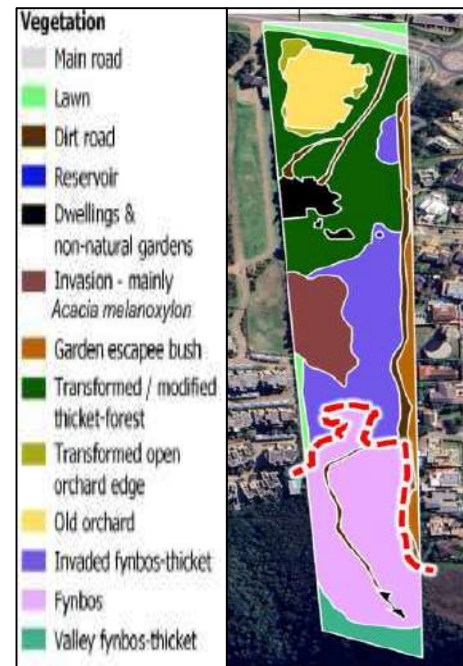 Vegetation
Main road
Lawn
Dirt road
Reservoir
Dwellings &
non-natural gardens
Invasion - mainly
Acacia melanoxylon
Garden escapee bush
Transformed / modified
thicket-forest
Transformed open
orchard edge
Old orchard
Invaded fynbos-thicket
Fynbos
Valley fynbos-thicket